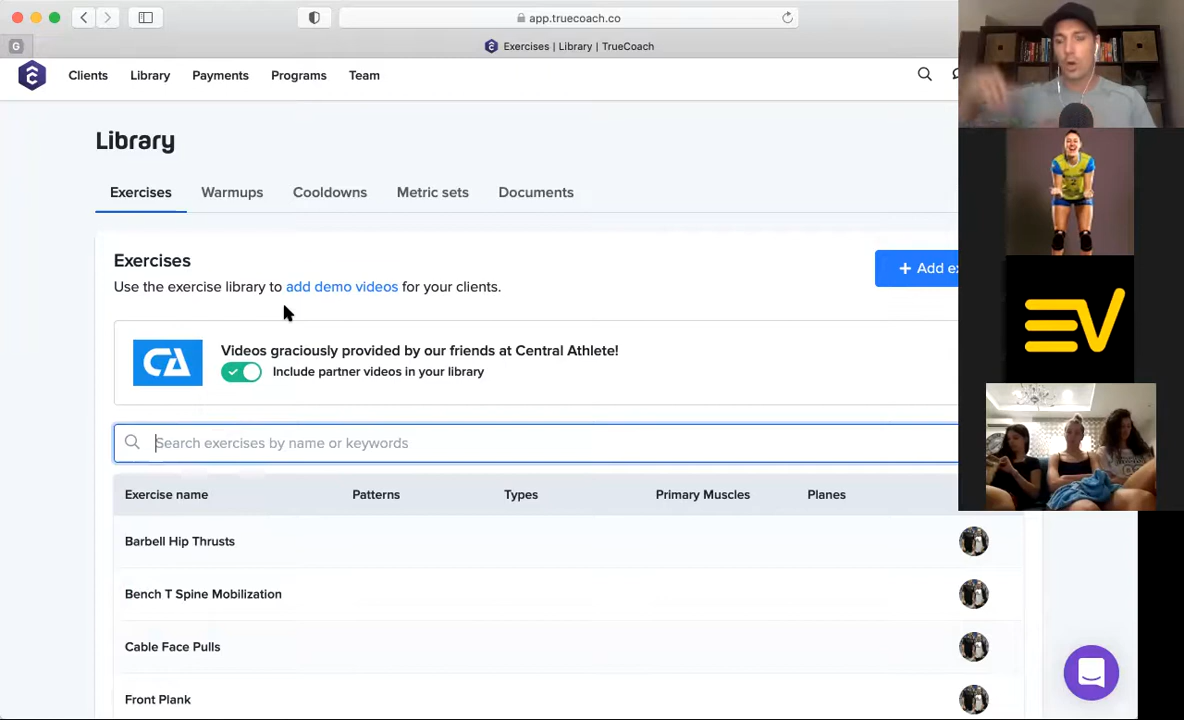 app.truecoach.co
G
Exercises | Library | TrueCoach
Clients Library Payments Programs Team
Library
Exercises Warmups Cooldowns Metric sets Documents
Exercises
Use the exercise library to add demo videos for your clients.
+ Add ex
CA!
Videos graciously provided by our friends at Central Athlete!
Include partner videos in your library
Search exercises by name or keywords
Exercise name Patterns Types Primary Muscles Planes
Barbell Hip Thrusts
Bench T Spine Mobilization
Cable Face Pulls
Front Plank
EV